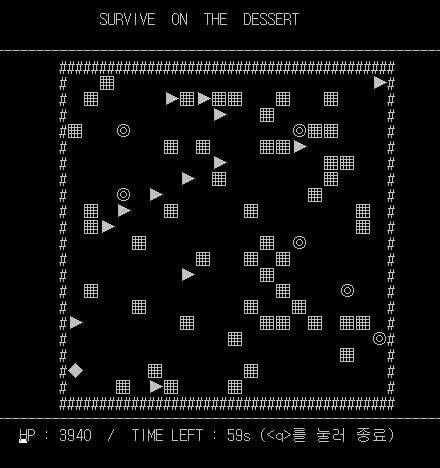 SURVIVE ON THE DESSERT
HP : 3940 / TIME LEFT : 59s (<q>를 눌러 종료)